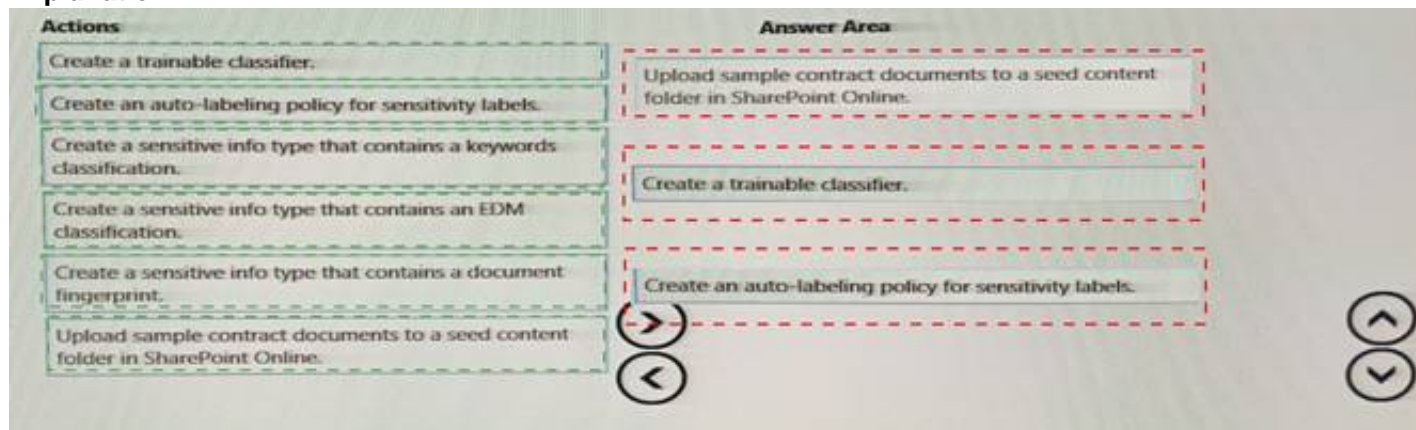 Actions
Create a trainable classifier.
Create an auto-labeling policy for sensitivity labels.
Create a sensitive info type that contains a keywords
classification.
Create a sensitive info type that contains an EDM
classification.
Create a sensitive info type that contains a document
fingerprint.
Upload sample contract documents to a seed content
folder in SharePoint Online.
Answer Area
Upload sample contract documents to a seed content
folder in SharePoint Online.
Create a trainable classifier.
Create an auto-labeling policy for sensitivity labels.